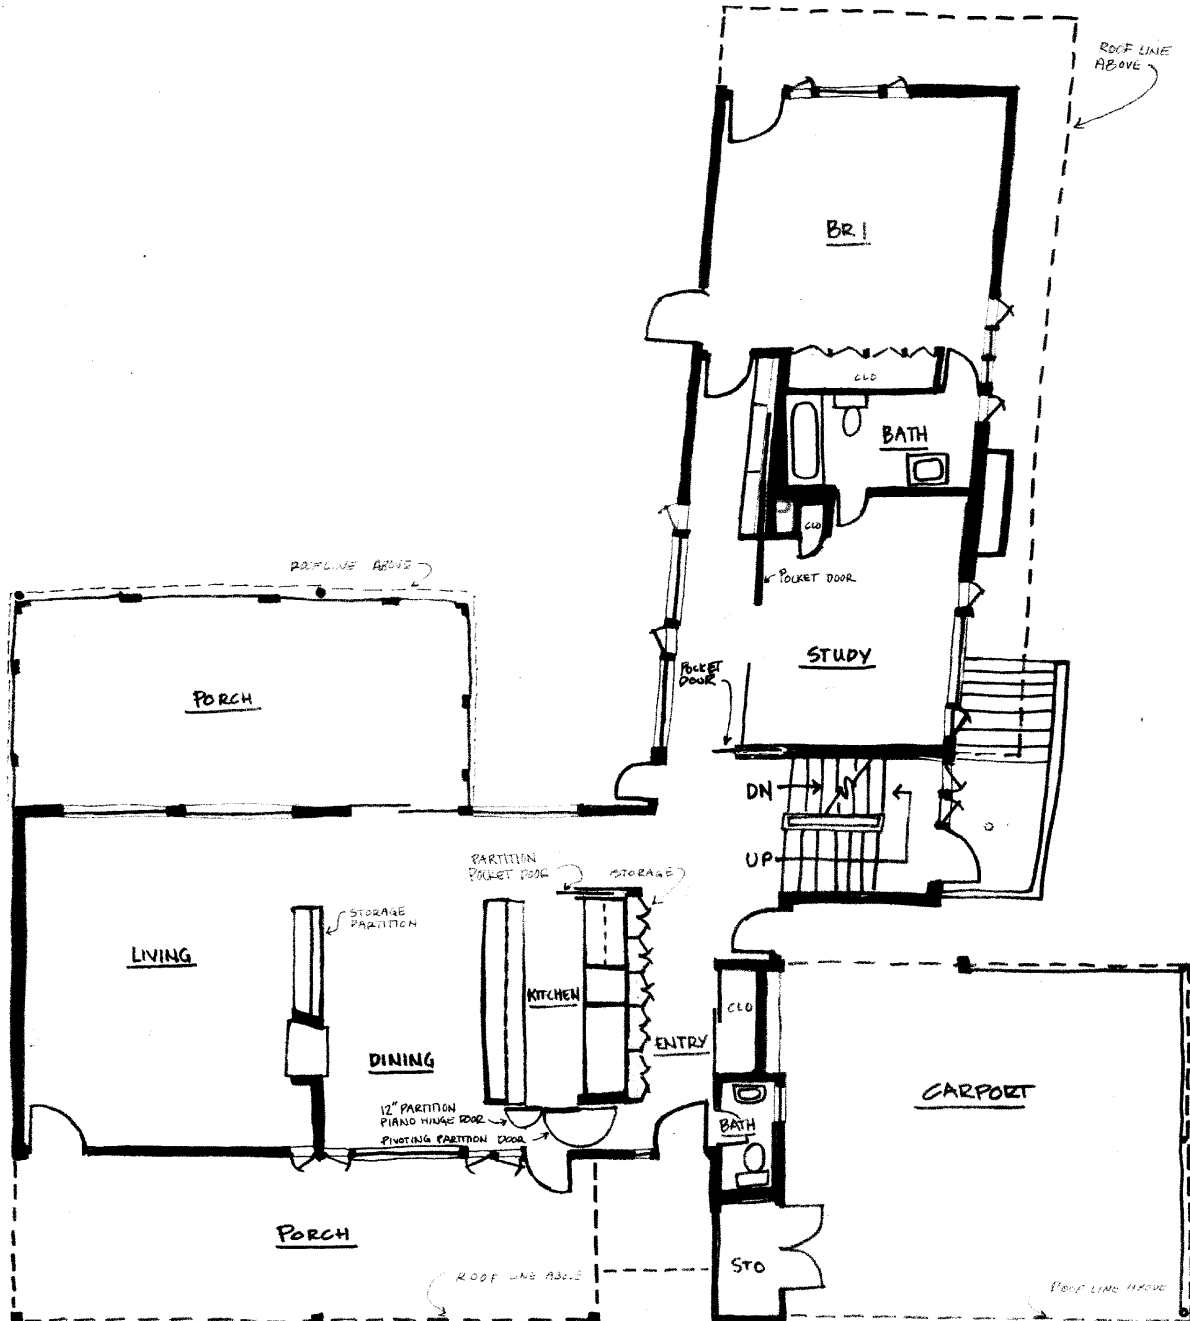 ROOF LINE
ABOVE
BR 1
CLO
BATH
CLO
POCKET DOOR
ROOF LINE ABOVE
STUDY
POCKET
DOOR
PORCH
DN
UP
PARTITION
POCKET DOOR
STORAGE
STORAGE
PARTITION
LIVING
KITCHEN
CLO
ENTRY
DINING
CARPORT
12" PARTITION
PIANO HINGE DOOR
PIVOTING PARTITION DOOR
BATH
PORCH
STO
ROOF LINE ABOVE
ROOF LINE ABOVE